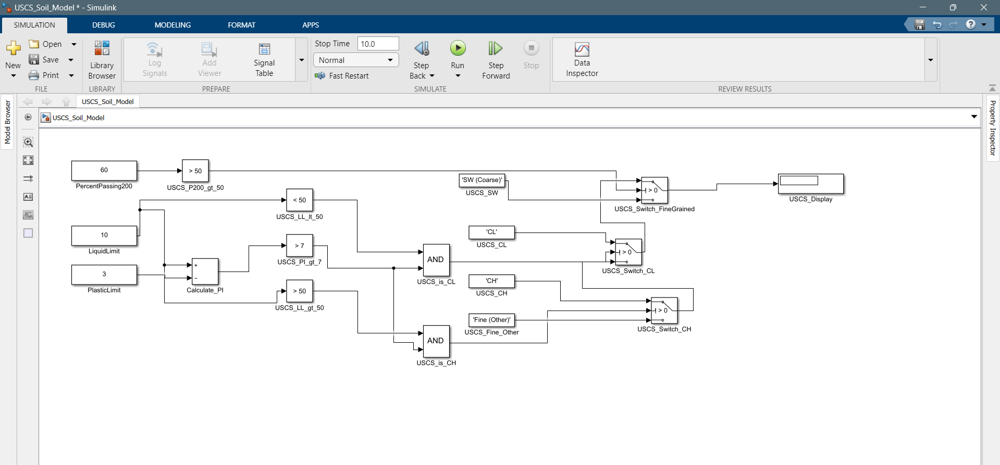 USCS_Soil_Model * - Simulink
SIMULATION
DEBUG
MODELING
FORMAT
APPS
New
Open
Save
Print
FILE
Library
Browser
LIBRARY
Log
Signals
Add
Viewer
Signal
Table
PREPARE
Stop Time
10.0
Normal
Fast Restart
Step
Back
Run
Step
Forward
Stop
SIMULATE
Data
Inspector
REVIEW RESULTS
Model Browser
USCS_Soil_Model
USCS_Soil_Model
Property Inspector
60
PercentPassing200
> 50
USCS_P200_gt_50
< 50
USCS_LL_lt_50
10
LiquidLimit
3
PlasticLimit
+
−
Calculate_PI
> 7
USCS_PI_gt_7
> 50
USCS_LL_gt_50
AND
USCS_is_CL
AND
USCS_is_CH
'SW (Coarse)'
USCS_SW
'CL'
USCS_CL
'CH'
USCS_CH
'Fine (Other)'
USCS_Fine_Other
> 0
USCS_Switch_FineGrained
> 0
USCS_Switch_CL
> 0
USCS_Switch_CH
USCS_Display